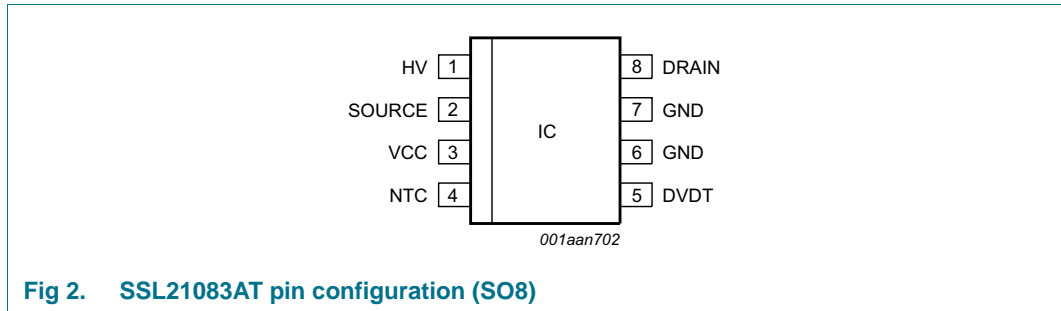 HV 1 8 DRAIN
SOURCE 2 7 GND
IC
VCC 3 6 GND
NTC 4 5 DVDT
001aan702
Fig 2. SSL21083AT pin configuration (SO8)